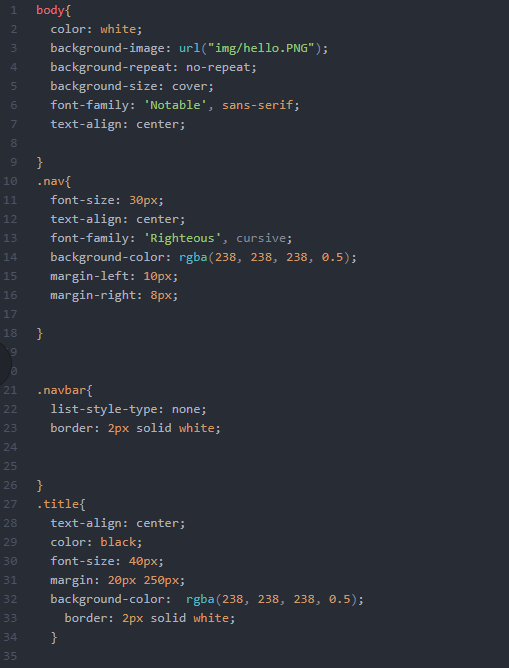 1 body{
2 color: white;
3 background-image: url("img/hello.PNG");
4 background-repeat: no-repeat;
5 background-size: cover;
6 font-family: 'Notable', sans-serif;
7 text-align: center;
8
9 }
10 .nav{
11 font-size: 30px;
12 text-align: center;
13 font-family: 'Righteous', cursive;
14 background-color: rgba(238, 238, 238, 0.5);
15 margin-left: 10px;
16 margin-right: 8px;
17
18 }
9
0
21 .navbar{
22 list-style-type: none;
23 border: 2px solid white;
24
25
26 }
27 .title{
28 text-align: center;
29 color: black;
30 font-size: 40px;
31 margin: 20px 250px;
32 background-color:  rgba(238, 238, 238, 0.5);
33 border: 2px solid white;
34 }
35